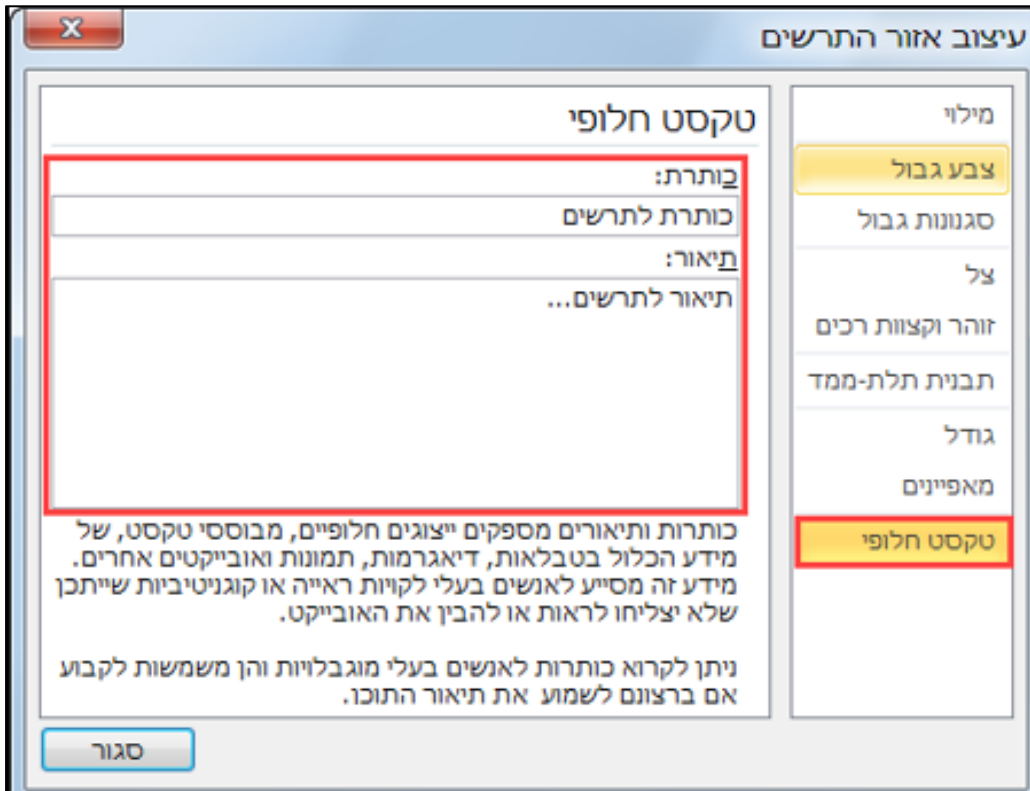 עיצוב אזור התרשים
מילוי
צבע גבול
סגנונות גבול
צל
זוהר וקצוות רכים
תבנית תלת-ממד
גודל
מאפיינים
טקסט חלופי
טקסט חלופי
כותרת:
כותרת לתרשים
תיאור:
תיאור לתרשים...
כותרות ותיאורים מספקים ייצוגים חלופיים, מבוססי טקסט, של
מידע הכלול בטבלאות, דיאגרמות, תמונות ואובייקטים אחרים.
מידע זה מסייע לאנשים בעלי לקויות ראייה או קוגניטיביות שייתכן
שלא יצליחו לראות או להבין את האובייקט.
ניתן לקרוא כותרות לאנשים בעלי מוגבלויות והן משמשות לקבוע
אם ברצונם לשמוע את תיאור התוכן.
סגור